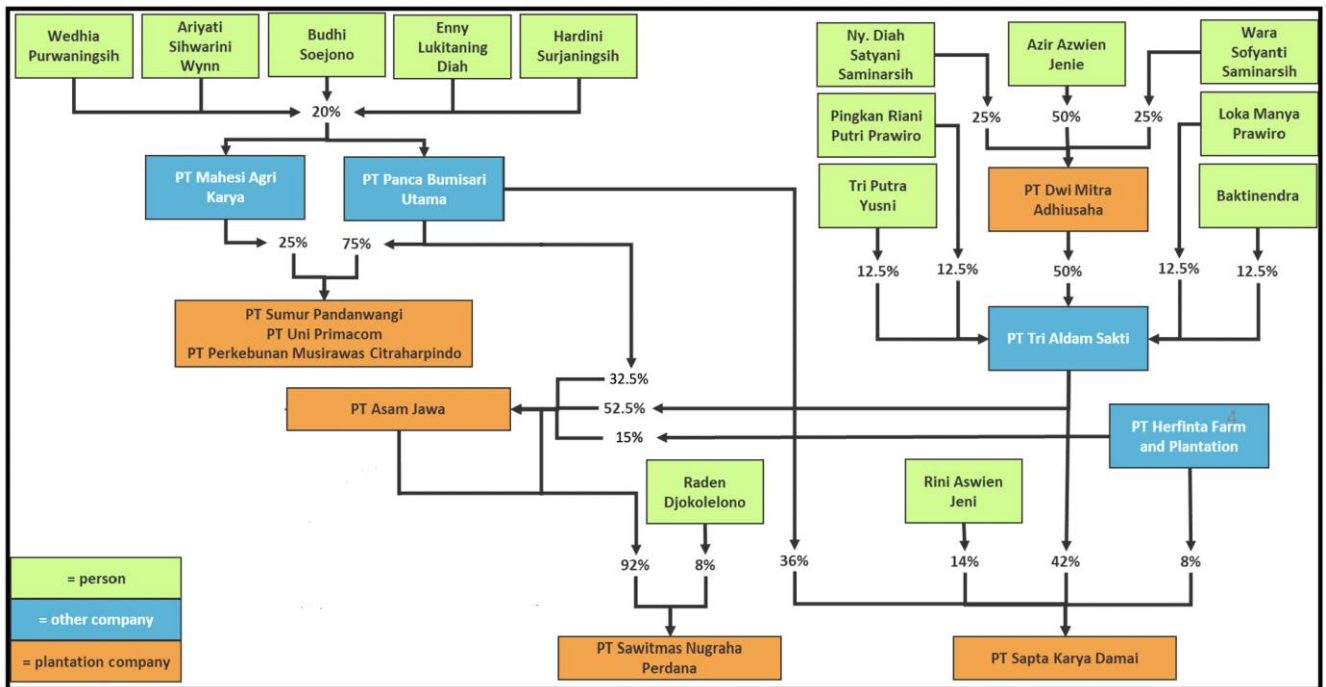 Wedhia
Purwaningsih
Ariyati
Sihwarini
Wynn
Budhi
Soejono
Enny
Lukitaning
Diah
Hardini
Surjaningsih
Ny. Diah
Satyani
Saminarsih
Azir Azwien
Jenie
Wara
Sofyanti
Saminarsih
20%
25%
50%
25%
Pingkan Riani
Putri Prawiro
Loka Manya
Prawiro
PT Mahesi Agri
Karya
PT Panca Bumisari
Utama
Tri Putra
Yusni
PT Dwi Mitra
Adhiusaha
Baktinendra
25%
75%
12.5%
12.5%
50%
12.5%
12.5%
PT Sumur Pandanwangi
PT Uni Primacom
PT Perkebunan Musirawas Citraharpindo
PT Tri Aldam Sakti
32.5%
PT Asam Jawa
52.5%
15%
4
PT Herfinta Farm
and Plantation
Raden
Djokolelono
Rini Aswien
Jeni
92%
8%
36%
14%
42%
8%
= person
= other company
= plantation company
PT Sawitmas Nugraha
Perdana
PT Sapta Karya Damai